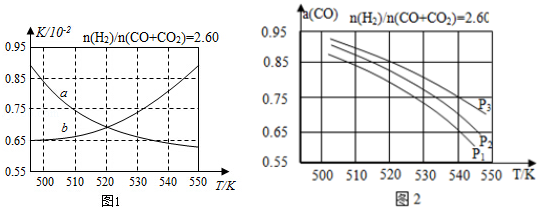 K/10⁻² n(H₂)/n(CO+CO₂)=2.60
0.95
0.85
0.75
0.65
0.55
a
b
500 510 520 530 540 550
T/K
图1
a(CO) n(H₂)/n(CO+CO₂)=2.60
0.95
0.85
0.75
0.65
0.55
P₃
P₂
P₁
500 510 520 530 540 550
T/K
图 2